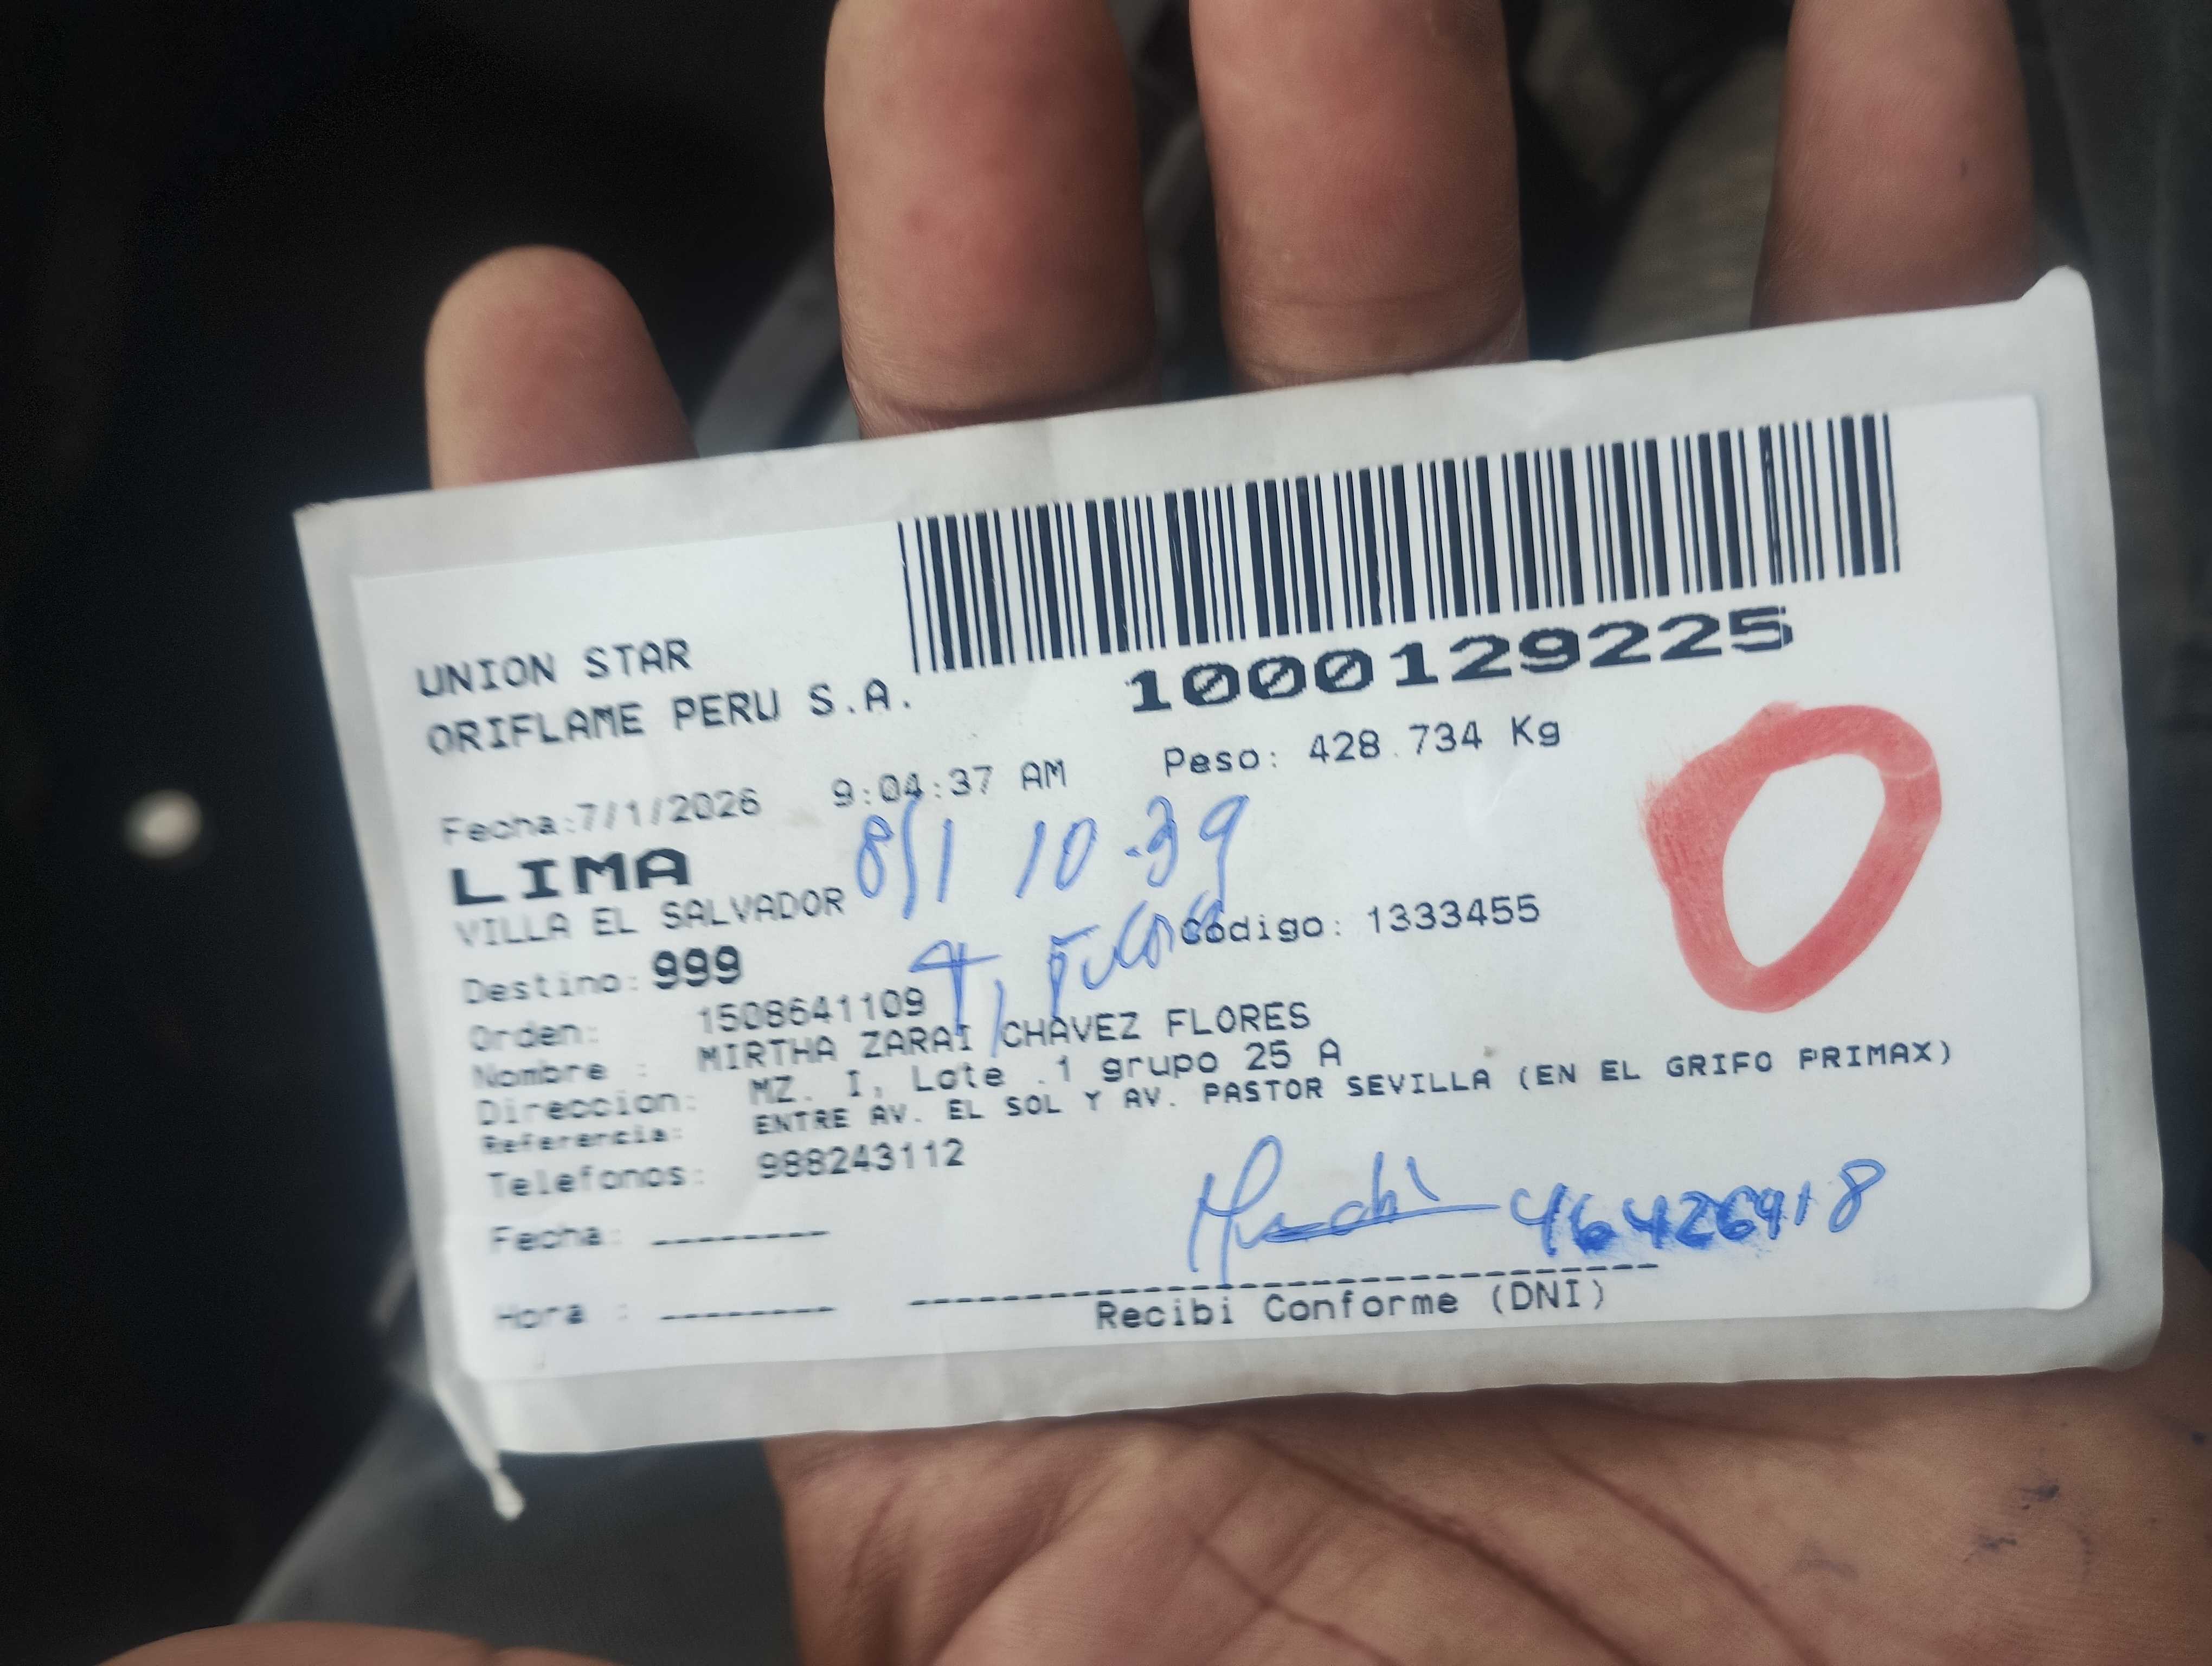 1000129225
UNION STAR
ORIFLAME PERU S.A.
Fecha:7/1/2026 9:04:37 AM Peso: 428.734 Kg
8/1 10.39
LIMA
VILLA EL SALVADOR
Destino: 999 Codigo: 1333455
Orden: 1508641109
Nombre : MIRTHA ZARAI CHAVEZ FLORES
Direccion: MZ. I, Lote .1 grupo 25 A
Referencia: ENTRE AV. EL SOL Y AV. PASTOR SEVILLA (EN EL GRIFO PRIMAX)
Telefonos: 988243112
Fecha: ________
Hora : ________
Recibi Conforme (DNI)
O